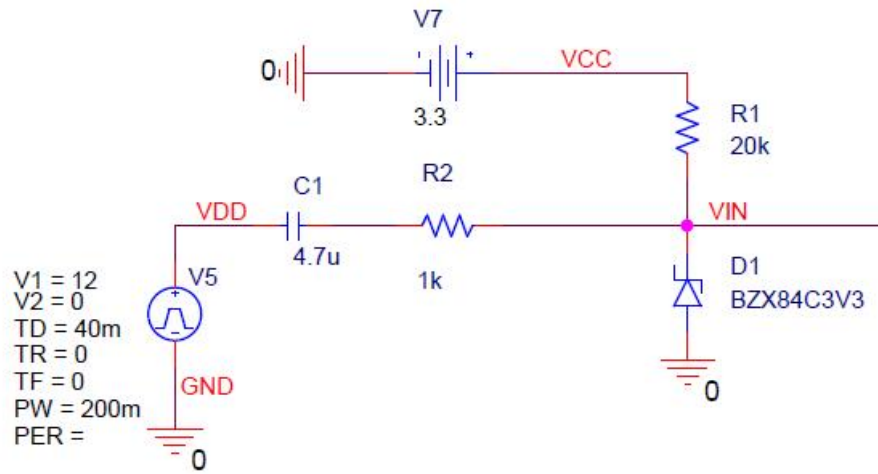 V7
0
- +
VCC
3.3
R1
20k
C1
R2
VDD
VIN
4.7u
1k
V1 = 12
V5
V2 = 0
TD = 40m
TR = 0
TF = 0
PW = 200m
PER =
+
-
GND
0
D1
BZX84C3V3
0